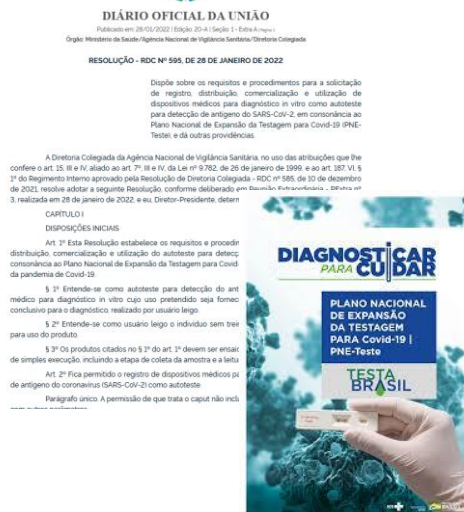 DIÁRIO OFICIAL DA UNIÃO
Publicado em: 28/01/2022 | Edição: 20-A | Seção: 1 - Extra A
Órgão: Ministério da Saúde/Agência Nacional de Vigilância Sanitária/Diretoria Colegiada
RESOLUÇÃO - RDC Nº 595, DE 28 DE JANEIRO DE 2022
Dispõe sobre os requisitos e procedimentos para a solicitação
de registro, distribuição, comercialização e utilização de
dispositivos médicos para diagnóstico in vitro como autoteste
para detecção de antígeno do SARS-CoV-2, em consonância ao
Plano Nacional de Expansão da Testagem para Covid-19 (PNE-
Teste), e dá outras providências.
A Diretoria Colegiada da Agência Nacional de Vigilância Sanitária, no uso das atribuições que lhe
confere o art. 15, III e IV, aliado ao art. 7º, III e IV, da Lei nº 9.782, de 26 de janeiro de 1999, e ao art. 187, VI, §
1º do Regimento Interno aprovado pela Resolução de Diretoria Colegiada - RDC nº 585, de 10 de dezembro
de 2021, resolve adotar a seguinte Resolução, conforme deliberado em Reunião Extraordinária - RExtra nº
3, realizada em 28 de janeiro de 2022, e eu, Diretor-Presidente, determ
CAPÍTULO I
DISPOSIÇÕES INICIAIS
Art. 1º Esta Resolução estabelece os requisitos e procedin
distribuição, comercialização e utilização do autoteste para detecç
consonância ao Plano Nacional de Expansão da Testagem para Covid
da pandemia de Covid-19.
§ 1º Entende-se como autoteste para detecção do ant
médico para diagnóstico in vitro cujo uso pretendido seja fornec
conclusivo para o diagnóstico, realizado por usuário leigo.
§ 2º Entende-se como usuário leigo o indivíduo sem trein
para uso do produto.
§ 3º Os produtos citados no § 1º do art. 1º devem ser ensaic
de simples execução, incluindo a etapa de coleta da amostra e a leitu
Art. 2º Fica permitido o registro de dispositivos médicos pa
de antígeno do coronavírus (SARS-CoV-2) como autoteste.
Parágrafo único. A permissão de que trata o caput não inclu
DIAGNOSTICAR
PARA CUIDAR
PLANO NACIONAL
DE EXPANSÃO
DA TESTAGEM
PARA Covid-19 |
PNE-Teste
TESTA
BRASIL